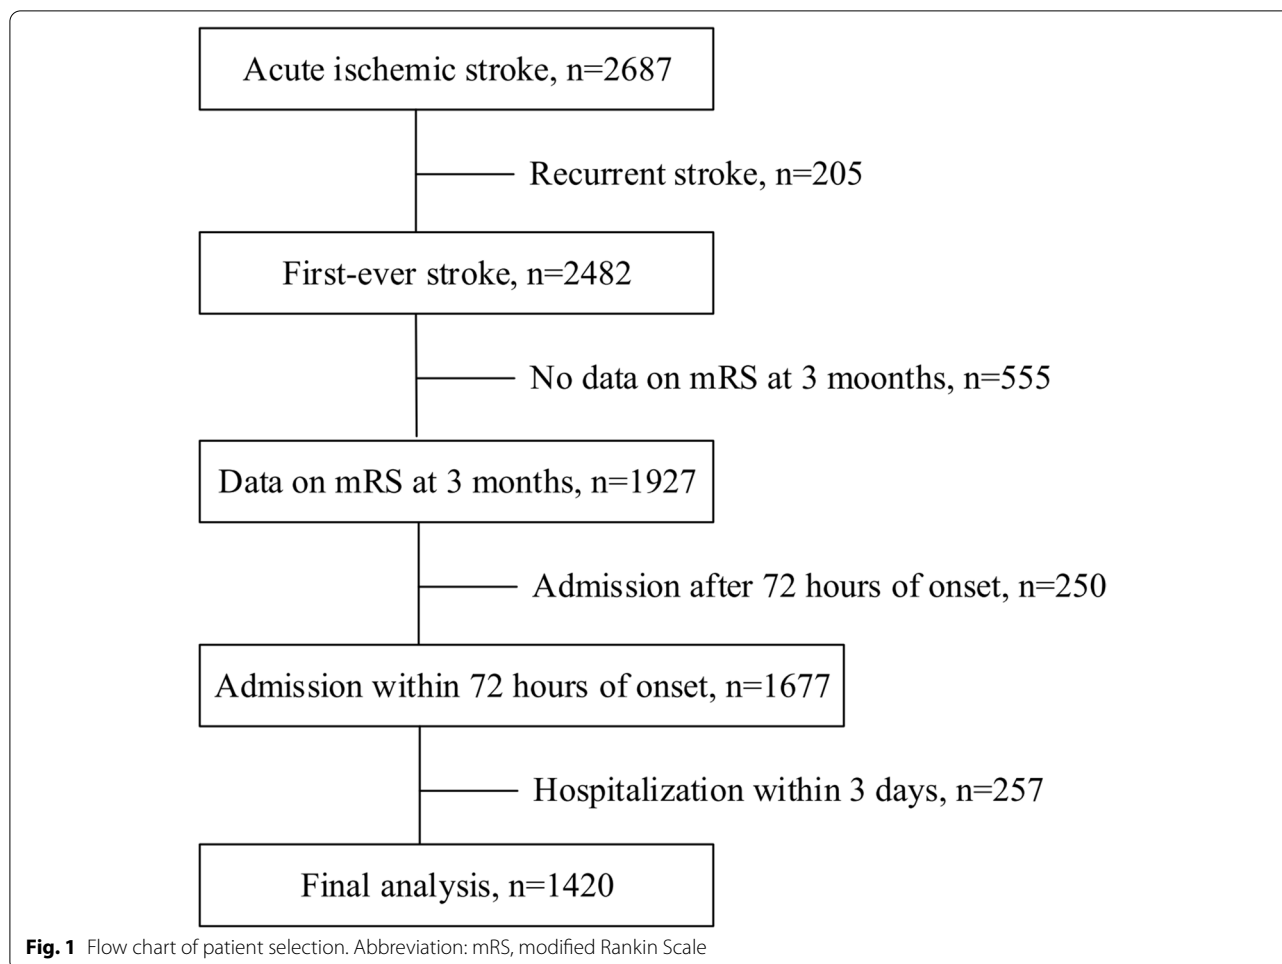 Acute ischemic stroke, n=2687
Recurrent stroke, n=205
First-ever stroke, n=2482
No data on mRS at 3 moonths, n=555
Data on mRS at 3 months, n=1927
Admission after 72 hours of onset, n=250
Admission within 72 hours of onset, n=1677
Hospitalization within 3 days, n=257
Final analysis, n=1420
Fig. 1 Flow chart of patient selection. Abbreviation: mRS, modified Rankin Scale